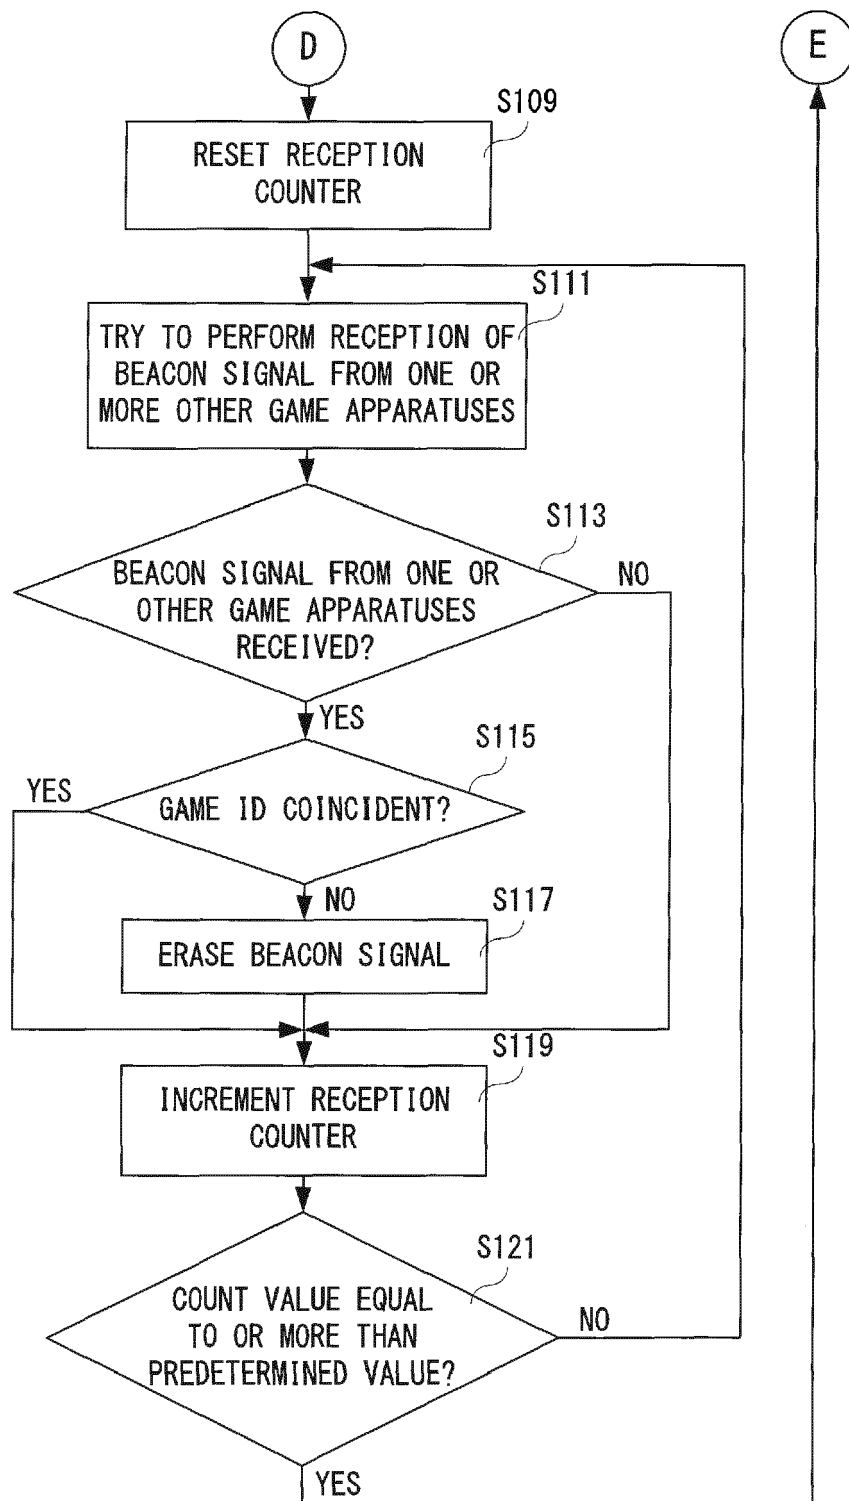 D
E
S109
RESET RECEPTION
COUNTER
S111
TRY TO PERFORM RECEPTION OF
BEACON SIGNAL FROM ONE OR
MORE OTHER GAME APPARATUSES
S113
BEACON SIGNAL FROM ONE OR
OTHER GAME APPARATUSES
RECEIVED?
NO
YES
S115
YES
GAME ID COINCIDENT?
NO
S117
ERASE BEACON SIGNAL
S119
INCREMENT RECEPTION
COUNTER
S121
COUNT VALUE EQUAL
TO OR MORE THAN
PREDETERMINED VALUE?
NO
YES